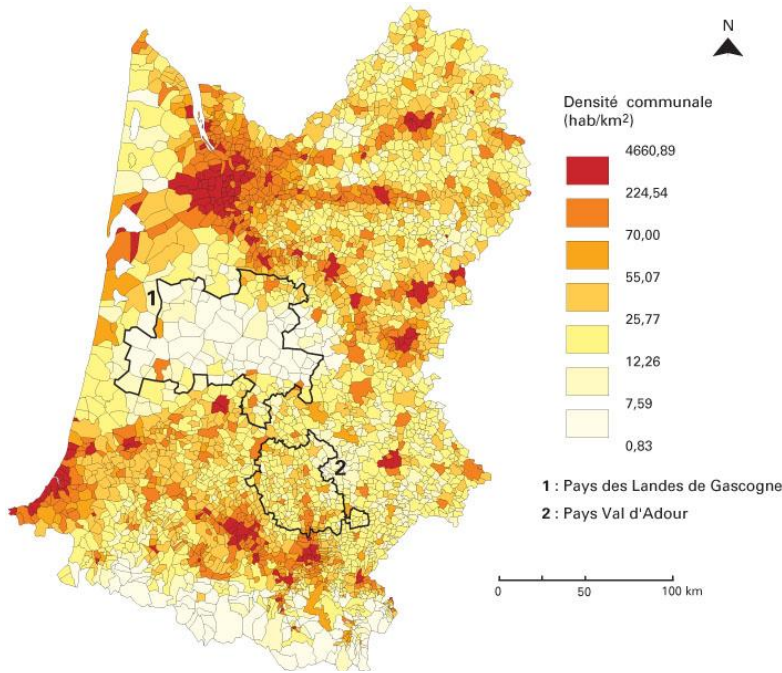 N
Densité communale
(hab/km²)
4660,89
224,54
70,00
55,07
25,77
12,26
7,59
0,83
1
2
1 : Pays des Landes de Gascogne
2 : Pays Val d'Adour
0 50 100 km